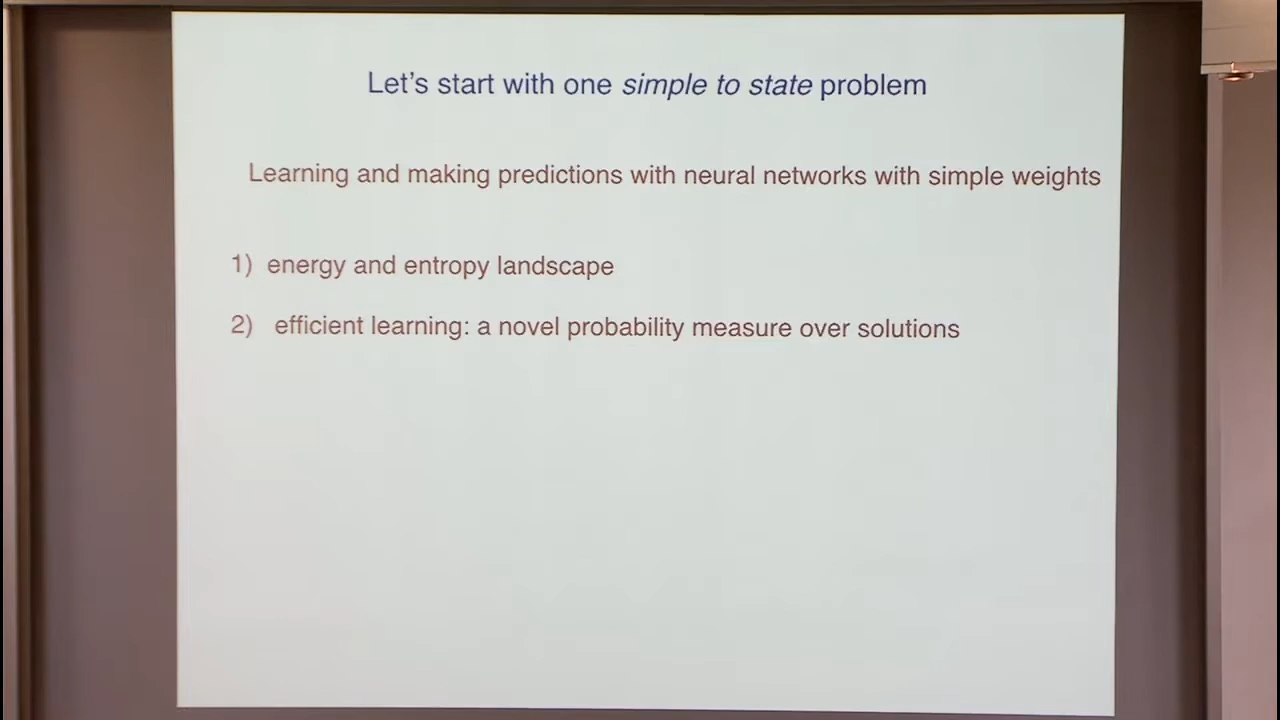 Let's start with one simple to state problem
Learning and making predictions with neural networks with simple weights
1) energy and entropy landscape
2) efficient learning: a novel probability measure over solutions